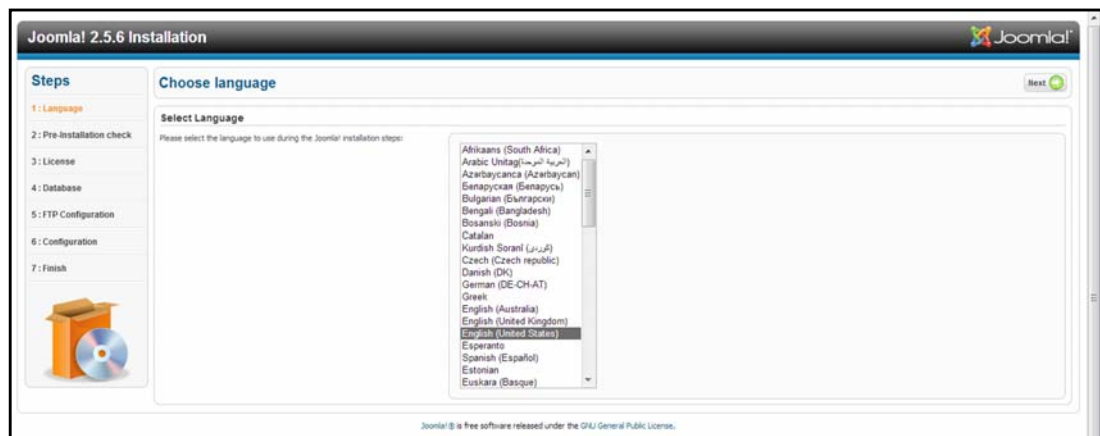 Joomla! 2.5.6 Installation
Joomla!
Steps
1 : Language
2 : Pre-Installation check
3 : License
4 : Database
5 : FTP Configuration
6 : Configuration
7 : Finish
Choose language
Next
Select Language
Please select the language to use during the Joomla! installation steps:
Afrikaans (South Africa)
Arabic Unitag(العربية الموحدة)
Azərbaycanca (Azərbaycan)
Беларуская (Беларусь)
Bulgarian (Български)
Bengali (Bangladesh)
Bosanski (Bosnia)
Catalan
Kurdish Soranî (كوردى)
Czech (Czech republic)
Danish (DK)
German (DE-CH-AT)
Greek
English (Australia)
English (United Kingdom)
English (United States)
Esperanto
Spanish (Español)
Estonian
Euskara (Basque)
Joomla! ® is free software released under the GNU General Public License.